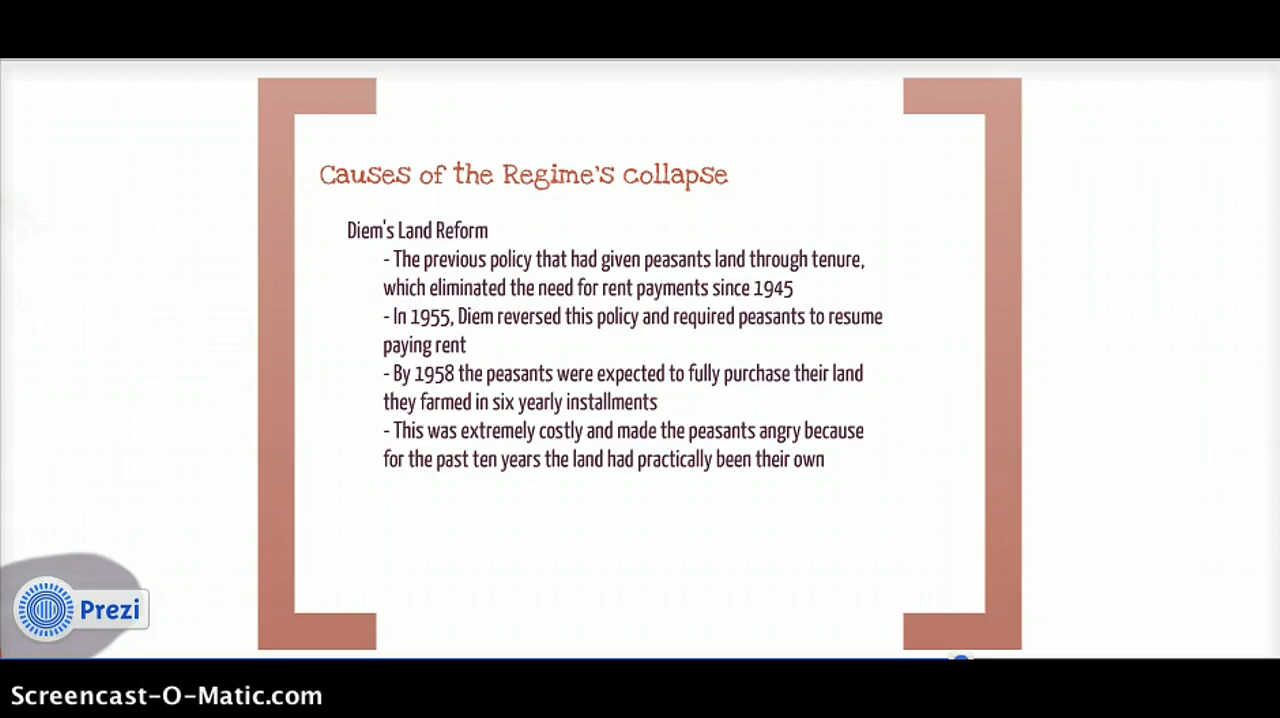 Causes of the Regime's collapse
Diem's Land Reform
- The previous policy that had given peasants land through tenure,
which eliminated the need for rent payments since 1945
- In 1955, Diem reversed this policy and required peasants to resume
paying rent
- By 1958 the peasants were expected to fully purchase their land
they farmed in six yearly installments
- This was extremely costly and made the peasants angry because
for the past ten years the land had practically been their own
Prezi
Screencast-O-Matic.com